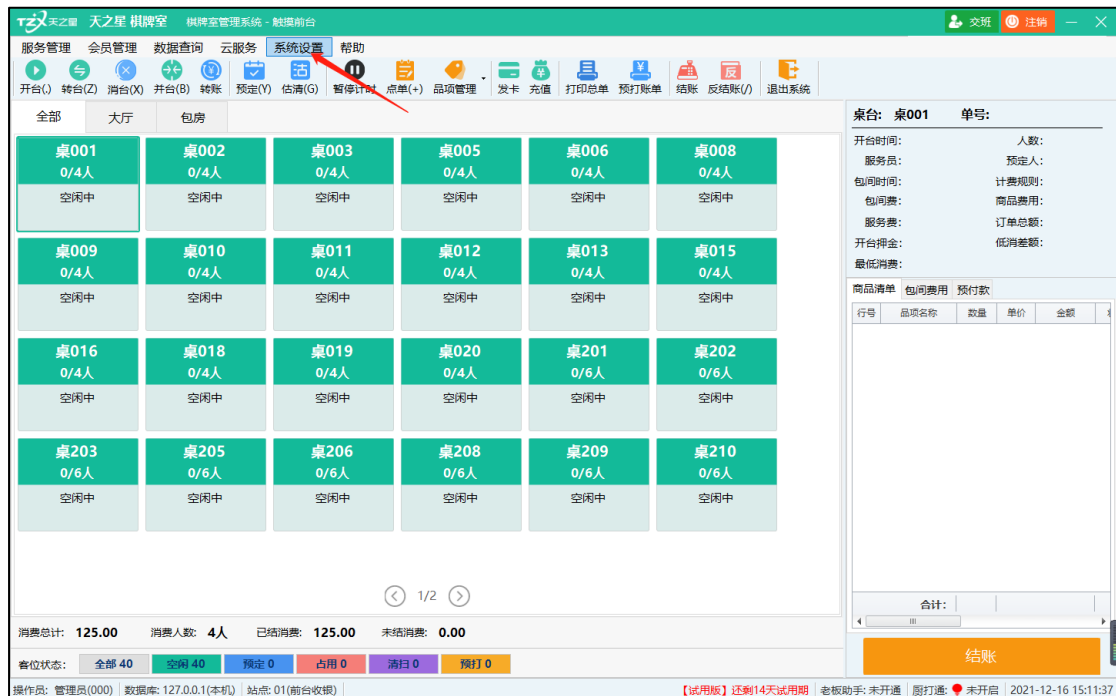 TZX天之星 天之星 棋牌室 棋牌室管理系统 - 触摸前台 交班 注销
服务管理 会员管理 数据查询 云服务 系统设置 帮助
开台(.) 转台(Z) 消台(X) 并台(B) 转账 预定(Y) 估清(G) 暂停计时 点单(+) 品项管理 发卡 充值 打印总单 预打账单 结账 反结账(/) 退出系统
全部 大厅 包房
桌001 桌002 桌003 桌005 桌006 桌008
0/4人 0/4人 0/4人 0/4人 0/4人 0/4人
空闲中 空闲中 空闲中 空闲中 空闲中 空闲中
桌009 桌010 桌011 桌012 桌013 桌015
0/4人 0/4人 0/4人 0/4人 0/4人 0/4人
空闲中 空闲中 空闲中 空闲中 空闲中 空闲中
桌016 桌018 桌019 桌020 桌201 桌202
0/4人 0/4人 0/4人 0/4人 0/6人 0/6人
空闲中 空闲中 空闲中 空闲中 空闲中 空闲中
桌203 桌205 桌206 桌208 桌209 桌210
0/6人 0/6人 0/6人 0/6人 0/6人 0/6人
空闲中 空闲中 空闲中 空闲中 空闲中 空闲中
1/2
消费总计: 125.00 消费人数: 4人 已结消费: 125.00 未结消费: 0.00
客位状态: 全部 40 空闲 40 预定 0 占用 0 清扫 0 预打 0
桌台: 桌001 单号:
开台时间: 人数:
服务员: 预定人:
包间时间: 计费规则:
包间费: 商品费用:
服务费: 订单总额:
开台押金: 低消差额:
最低消费:
商品清单 包间费用 预付款
行号 品项名称 数量 单价 金额
合计:
结账
操作员: 管理员(000) 数据库: 127.0.0.1(本机) 站点: 01(前台收银) 【试用版】还剩14天试用期 老板助手: 未开通 厨打通: 未开启 2021-12-16 15:11:37